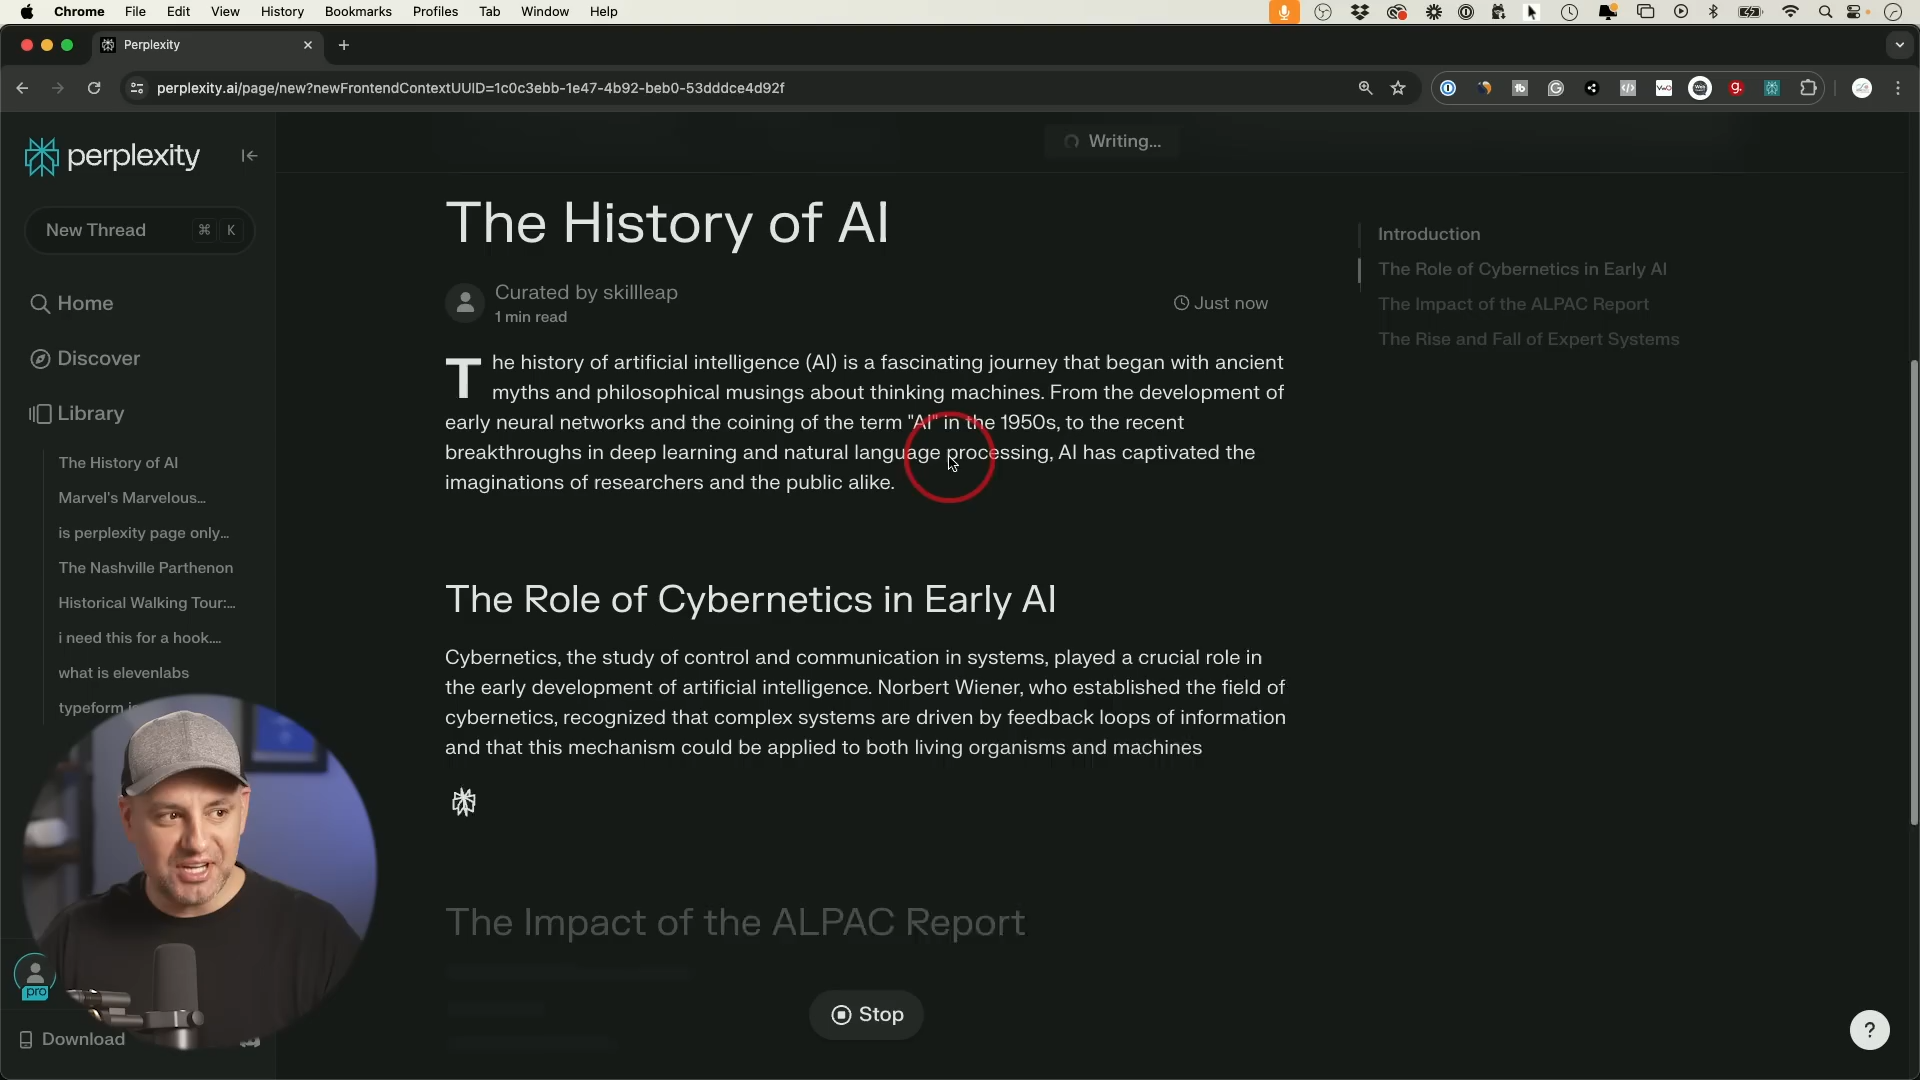 Chrome File Edit View History Bookmarks Profiles Tab Window Help
Perplexity
perplexity.ai/page/new?newFrontendContextUUID=1c0c3ebb-1e47-4b92-beb0-53dddce4d92f
perplexity
Writing...
New Thread ⌘ K
Home
Discover
Library
The History of AI
Marvel's Marvelous...
is perplexity page only...
The Nashville Parthenon
Historical Walking Tour:...
i need this for a hook....
what is elevenlabs
typeform
pro
Download
The History of AI
Curated by skillleap
1 min read
Just now
The history of artificial intelligence (AI) is a fascinating journey that began with ancient
myths and philosophical musings about thinking machines. From the development of
early neural networks and the coining of the term "AI" in the 1950s, to the recent
breakthroughs in deep learning and natural language processing, AI has captivated the
imaginations of researchers and the public alike.
The Role of Cybernetics in Early AI
Cybernetics, the study of control and communication in systems, played a crucial role in
the early development of artificial intelligence. Norbert Wiener, who established the field of
cybernetics, recognized that complex systems are driven by feedback loops of information
and that this mechanism could be applied to both living organisms and machines
The Impact of the ALPAC Report
Stop
Introduction
The Role of Cybernetics in Early AI
The Impact of the ALPAC Report
The Rise and Fall of Expert Systems
?